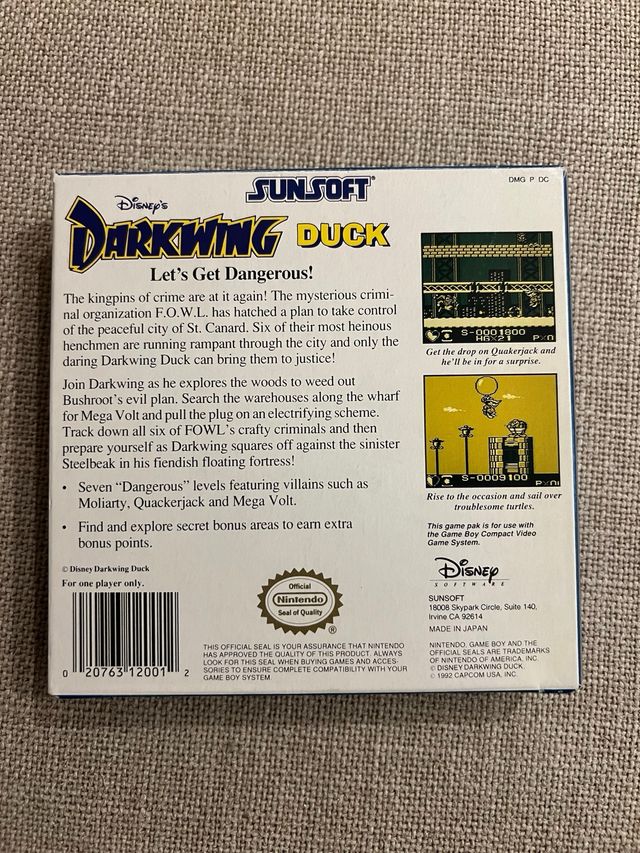 SUNSOFT®
DMG P DC
Disney's
DARKWING DUCK
Let's Get Dangerous!
The kingpins of crime are at it again! The mysterious crimi-
nal organization F.O.W.L. has hatched a plan to take control
of the peaceful city of St. Canard. Six of their most heinous
henchmen are running rampant through the city and only the
daring Darkwing Duck can bring them to justice!
Join Darkwing as he explores the woods to weed out
Bushroot's evil plan. Search the warehouses along the wharf
for Mega Volt and pull the plug on an electrifying scheme.
Track down all six of FOWL's crafty criminals and then
prepare yourself as Darkwing squares off against the sinister
Steelbeak in his fiendish floating fortress!
• Seven “Dangerous” levels featuring villains such as
Moliarty, Quackerjack and Mega Volt.
• Find and explore secret bonus areas to earn extra
bonus points.
© Disney Darkwing Duck
For one player only.
0 20763 12001 2
Official
Nintendo
Seal of Quality
®
THIS OFFICIAL SEAL IS YOUR ASSURANCE THAT NINTENDO
HAS APPROVED THE QUALITY OF THIS PRODUCT. ALWAYS
LOOK FOR THIS SEAL WHEN BUYING GAMES AND ACCES-
SORIES TO ENSURE COMPLETE COMPATIBILITY WITH YOUR
GAME BOY SYSTEM
S-0001800
HG×21 P×0
Get the drop on Quakerjack and
he'll be in for a surprise.
S-0009100
Rise to the occasion and sail over
troublesome turtles.
This game pak is for use with
the Game Boy Compact Video
Game System.
Disney
SOFTWARE
SUNSOFT
18008 Skypark Circle, Suite 140,
Irvine CA 92614
MADE IN JAPAN
NINTENDO, GAME BOY AND THE
OFFICIAL SEALS ARE TRADEMARKS
OF NINTENDO OF AMERICA, INC.
© DISNEY DARKWING DUCK
© 1992 CAPCOM USA, INC.